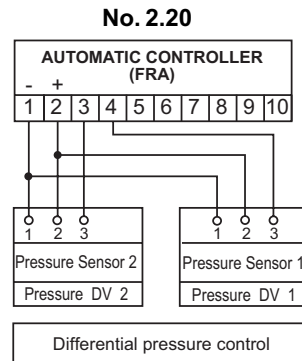 No. 2.20
AUTOMATIC CONTROLLER
(FRA)
- +
1 2 3 4 5 6 7 8 9 10
1 2 3 1 2 3
Pressure Sensor 2 Pressure Sensor 1
Pressure DV 2 Pressure DV 1
Differential pressure control